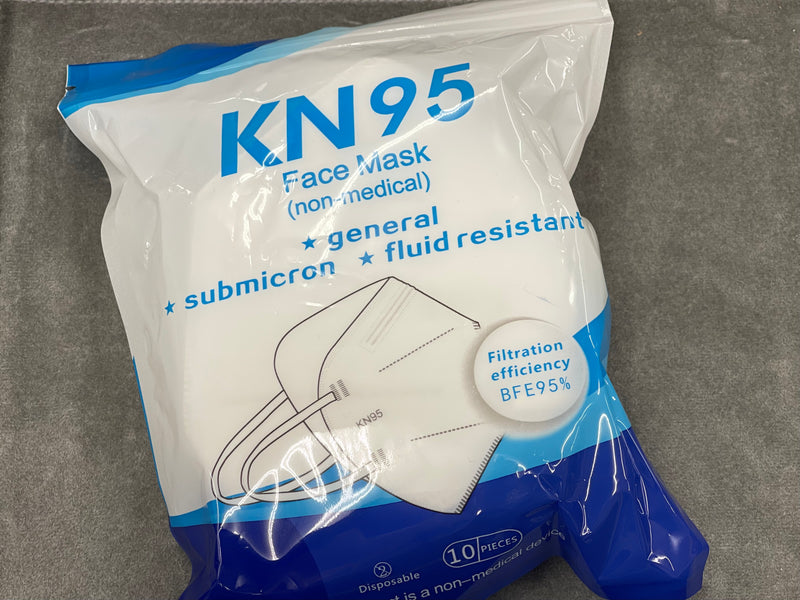 KN95
Face Mask
(non-medical)
★ general
★ submicron ★ fluid resistant
Filtration
efficiency
BFE95%
KN95
Disposable
10 PIECES
is a non-medical device